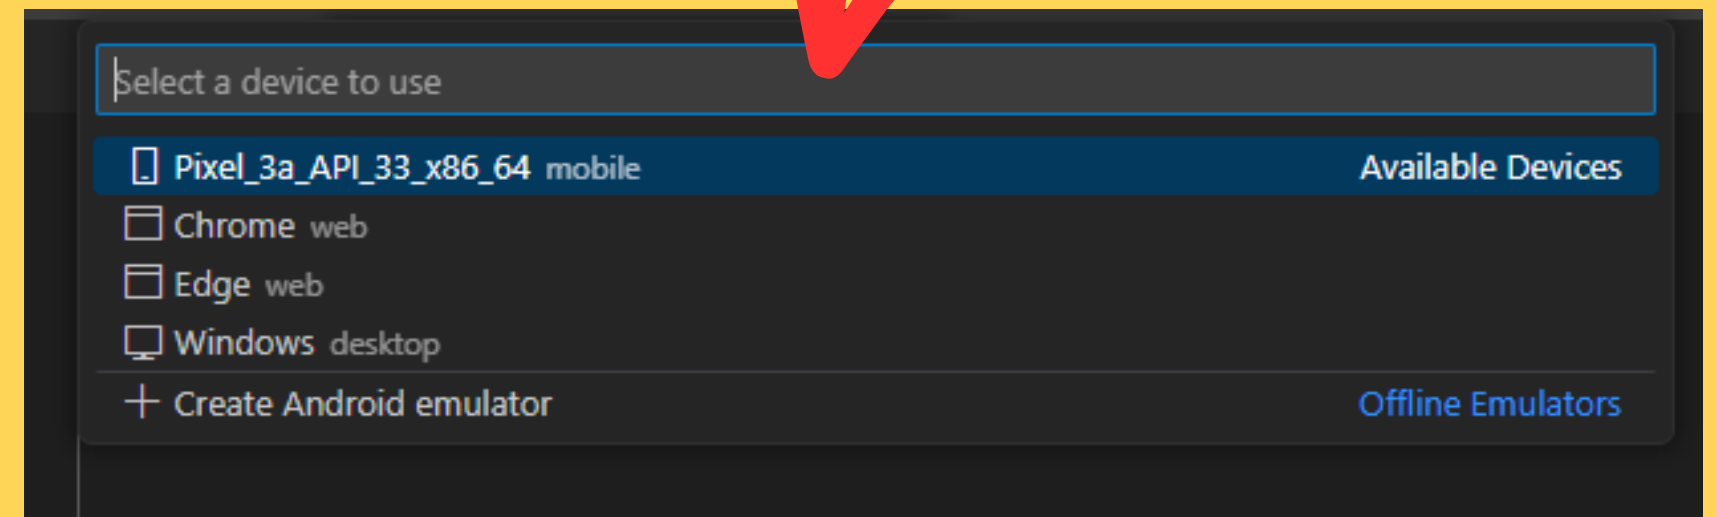 Select a device to use
Pixel_3a_API_33_x86_64 mobile Available Devices
Chrome web
Edge web
Windows desktop
Create Android emulator Offline Emulators